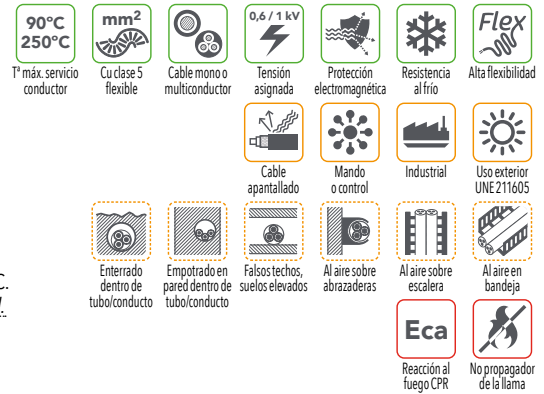 90°C
250°C
mm²
0,6 / 1 kV
Flex
Tª máx. servicio
conductor
Cu clase 5
flexible
Cable mono o
multiconductor
Tensión
asignada
Protección
electromagnética
Resistencia
al frío
Alta flexibilidad
Cable
apantallado
Mando
o control
Industrial
Uso exterior
UNE 211605
Enterrado
dentro de
tubo/conducto
Empotrado en
pared dentro de
tubo/conducto
Falsos techos,
suelos elevados
Al aire sobre
abrazaderas
Al aire sobre
escalera
Al aire en
bandeja
C.
Eca
Reacción al
fuego CPR
No propagador
de la llama